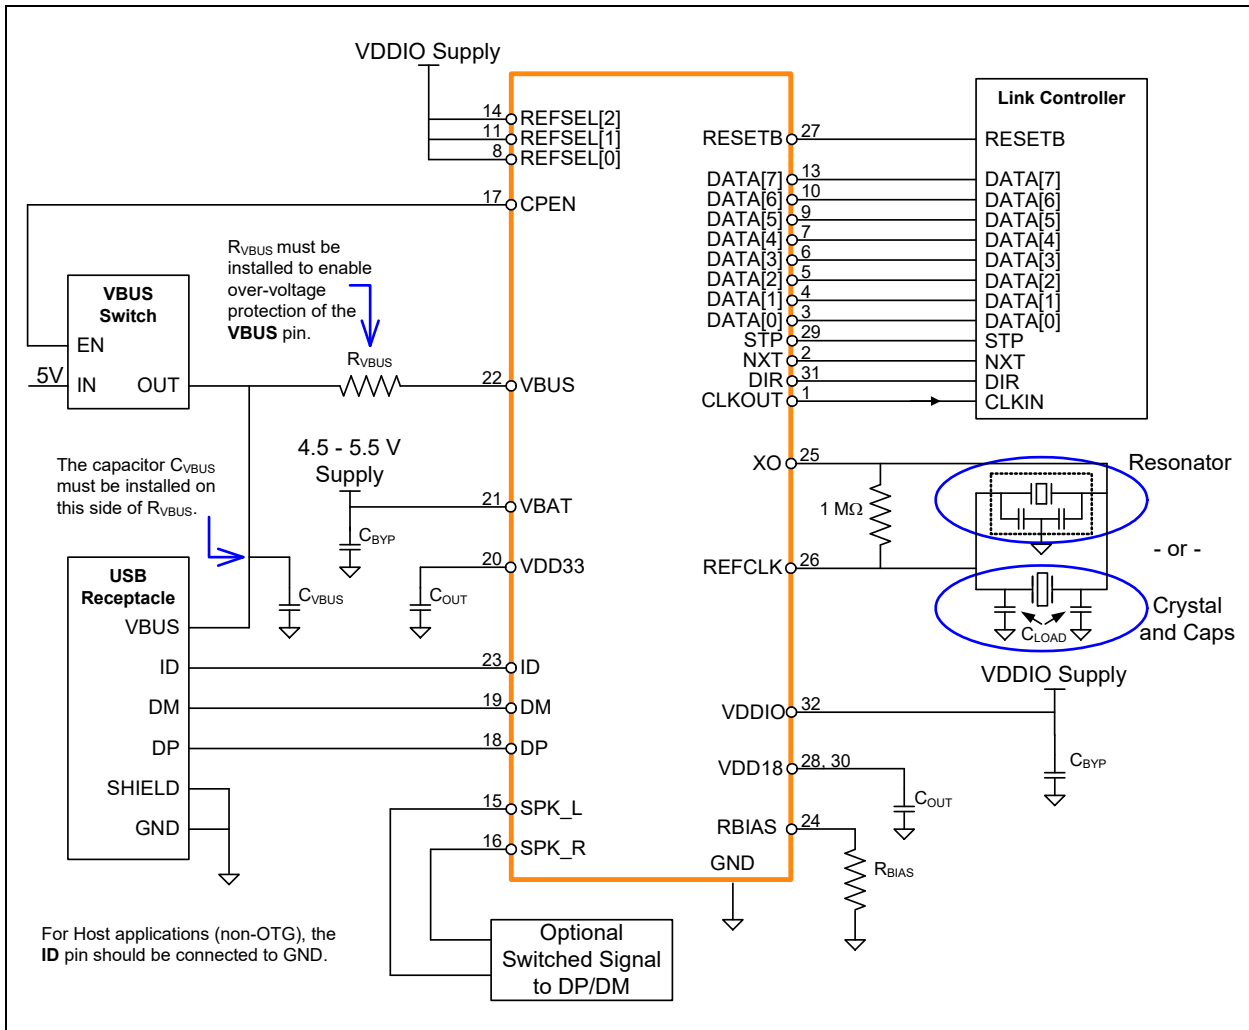 VDDIO Supply
14
REFSEL[2]
11
REFSEL[1]
8
REFSEL[0]
17
CPEN
RVBUS must be
installed to enable
over-voltage
protection of the
VBUS pin.
VBUS
Switch
EN
5V
IN
OUT
RVBUS
22
VBUS
4.5 - 5.5 V
Supply
The capacitor CVBUS
must be installed on
this side of RVBUS.
21
VBAT
CBYP
20
VDD33
CVBUS
COUT
USB
Receptacle
VBUS
ID
23
ID
DM
19
DM
DP
18
DP
SHIELD
GND
15
SPK_L
16
SPK_R
For Host applications (non-OTG), the
ID pin should be connected to GND.
Optional
Switched Signal
to DP/DM
Link Controller
RESETB
27
RESETB
DATA[7]
13
DATA[7]
DATA[6]
10
DATA[6]
DATA[5]
9
DATA[5]
DATA[4]
7
DATA[4]
DATA[3]
6
DATA[3]
DATA[2]
5
DATA[2]
DATA[1]
4
DATA[1]
DATA[0]
3
DATA[0]
STP
29
STP
NXT
2
NXT
DIR
31
DIR
CLKOUT
1
CLKIN
XO
25
Resonator
1 MΩ
- or -
REFCLK
26
Crystal
and Caps
CLOAD
VDDIO Supply
VDDIO
32
CBYP
VDD18
28, 30
COUT
RBIAS
24
RBIAS
GND